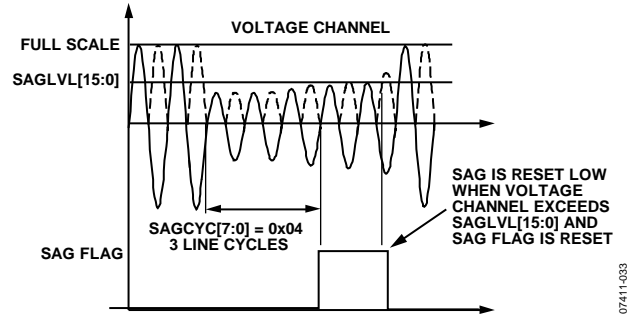 VOLTAGE CHANNEL
FULL SCALE
SAGLVL[15:0]
SAG IS RESET LOW
WHEN VOLTAGE
CHANNEL EXCEEDS
SAGLVL[15:0] AND
SAG FLAG IS RESET
SAGCYC[7:0] = 0x04
3 LINE CYCLES
SAG FLAG
07411-033